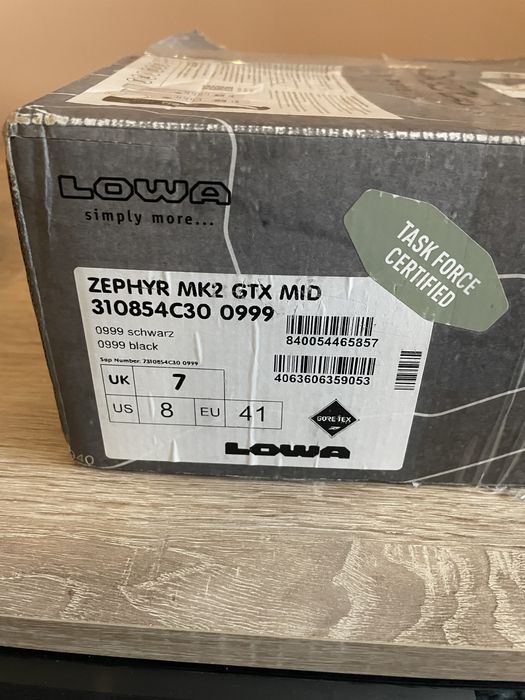 LOWA
simply more...
TASK FORCE
CERTIFIED
ZEPHYR MK2 GTX MID
310854C30 0999
0999 schwarz
0999 black
840054465857
Sap Number: 7310854C30 0999
4063606359053
UK 7
US 8 EU 41
GORE-TEX
LOWA
040